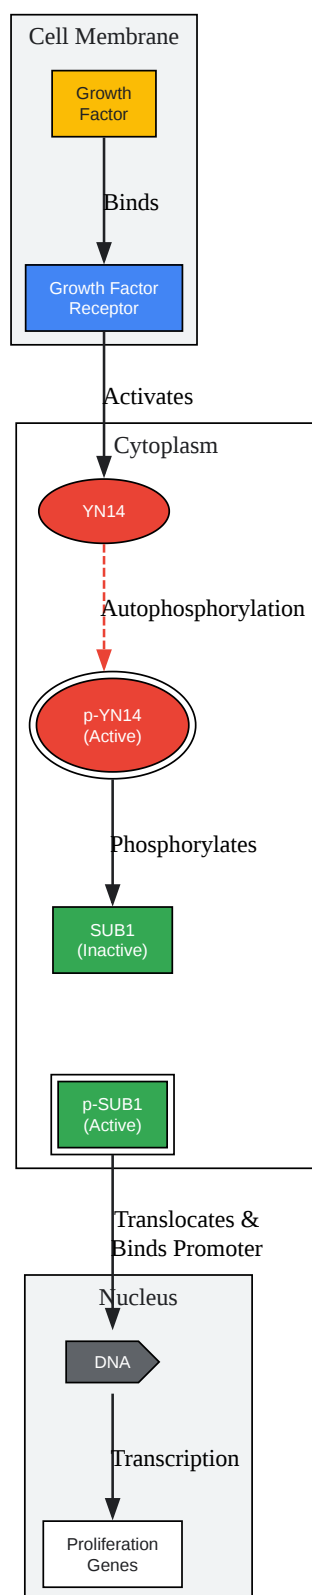 Cell Membrane
Growth
Factor
Binds
Growth Factor
Receptor
Activates
Cytoplasm
YN14
Autophosphorylation
p-YN14
(Active)
Phosphorylates
SUB1
(Inactive)
p-SUB1
(Active)
Translocates &
Binds Promoter
Nucleus
DNA
Transcription
Proliferation
Genes